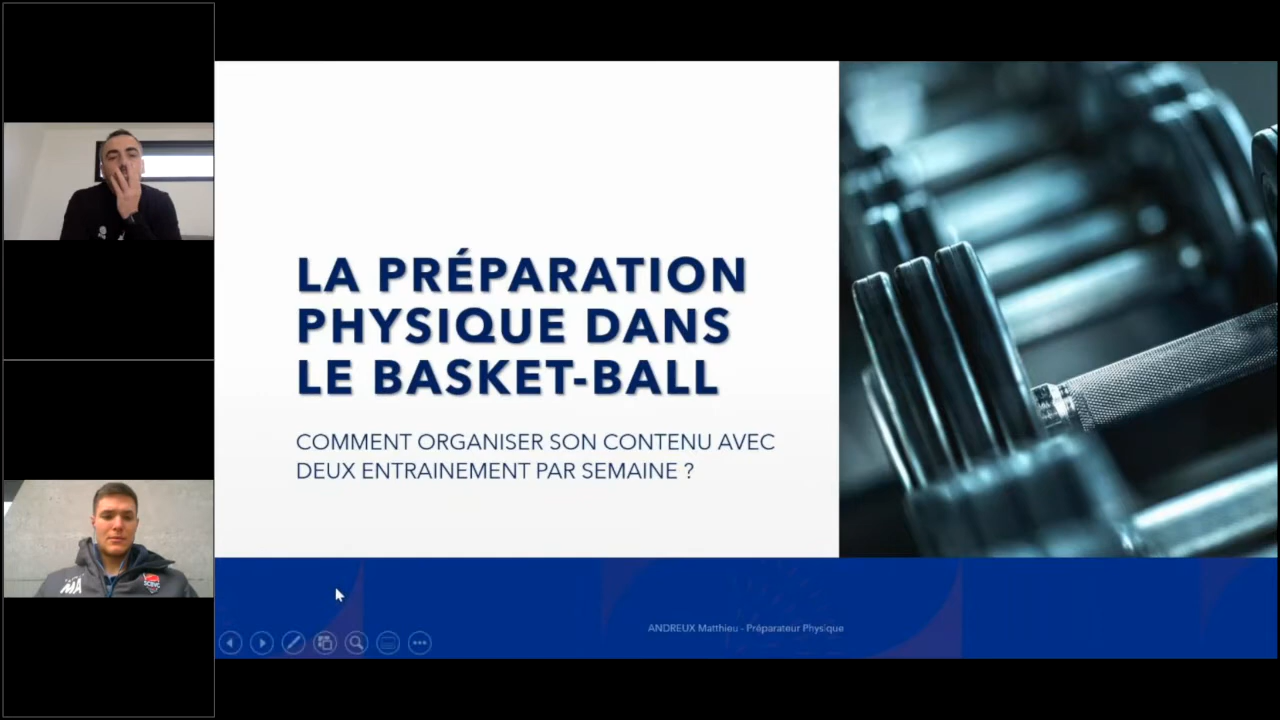 LA PRÉPARATION
PHYSIQUE DANS
LE BASKET-BALL
COMMENT ORGANISER SON CONTENU AVEC
DEUX ENTRAINEMENT PAR SEMAINE ?
ANDREUX Matthieu - Préparateur Physique